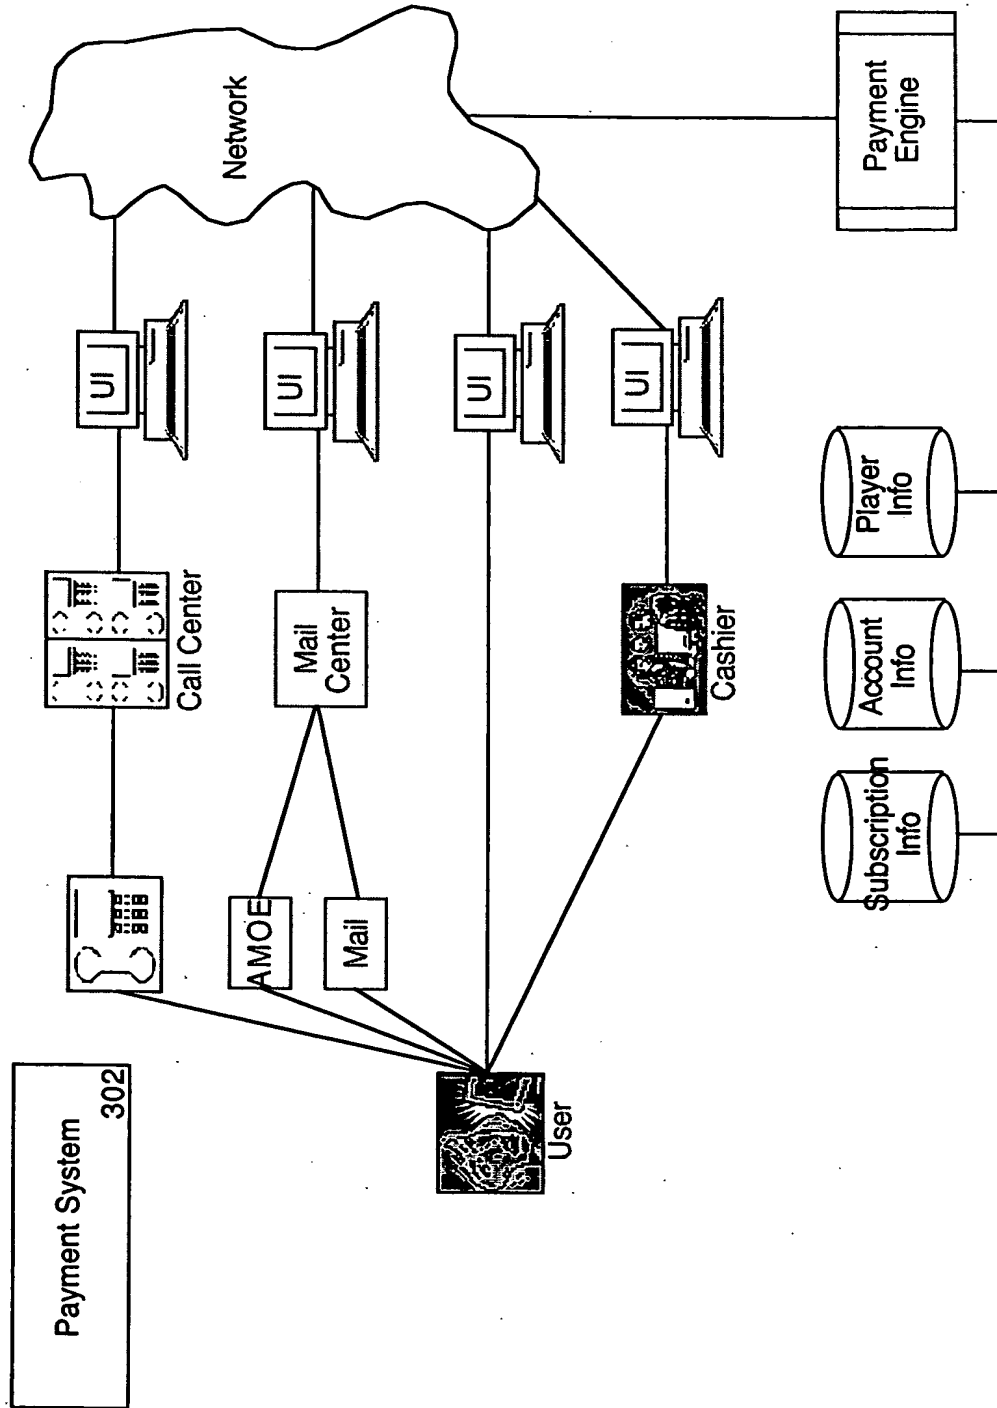 Payment System
302
User
AMOE
Mail
Call Center
Mail
Center
Cashier
UI
UI
UI
UI
Network
Subscription
Info
Account
Info
Player
Info
Payment
Engine